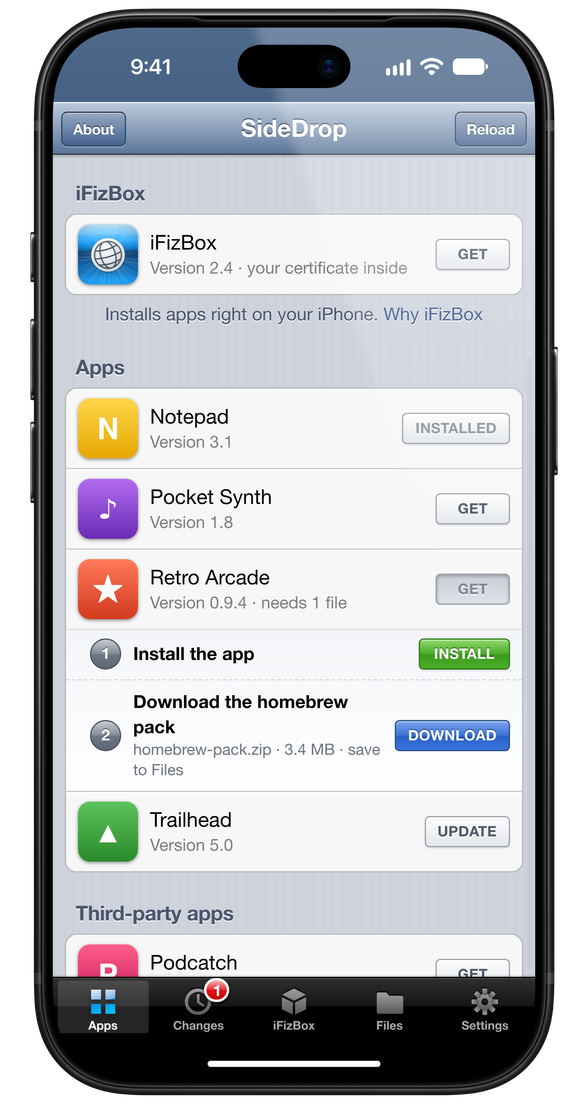 9:41
About
SideDrop
Reload
iFizBox
iFizBox
Version 2.4 · your certificate inside
GET
Installs apps right on your iPhone. Why iFizBox
Apps
N
Notepad
Version 3.1
INSTALLED
Pocket Synth
Version 1.8
GET
Retro Arcade
Version 0.9.4 · needs 1 file
GET
1
Install the app
INSTALL
2
Download the homebrew
pack
homebrew-pack.zip · 3.4 MB · save
to Files
DOWNLOAD
Trailhead
Version 5.0
UPDATE
Third-party apps
P
Podcatch
GET
1
Apps
Changes
iFizBox
Files
Settings